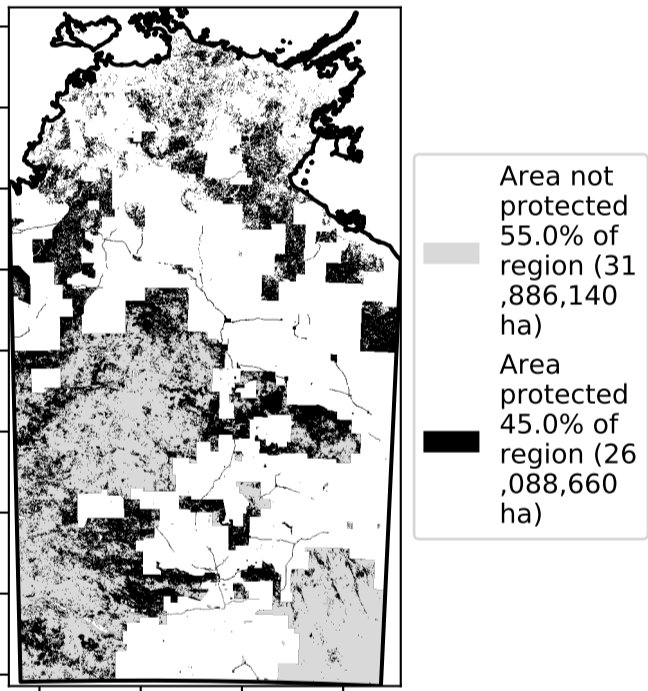 Area not
protected
55.0% of
region (31
,886,140
ha)
Area
protected
45.0% of
region (26
,088,660
ha)